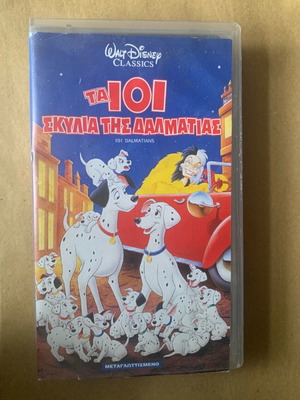 WALT DISNEY
CLASSICS
ΤΑ 101
ΣΚΥΛΙΑ ΤΗΣ ΔΑΛΜΑΤΙΑΣ
101 DALMATIANS
ΜΕΤΑΓΛΩΤΤΙΣΜΕΝΟ